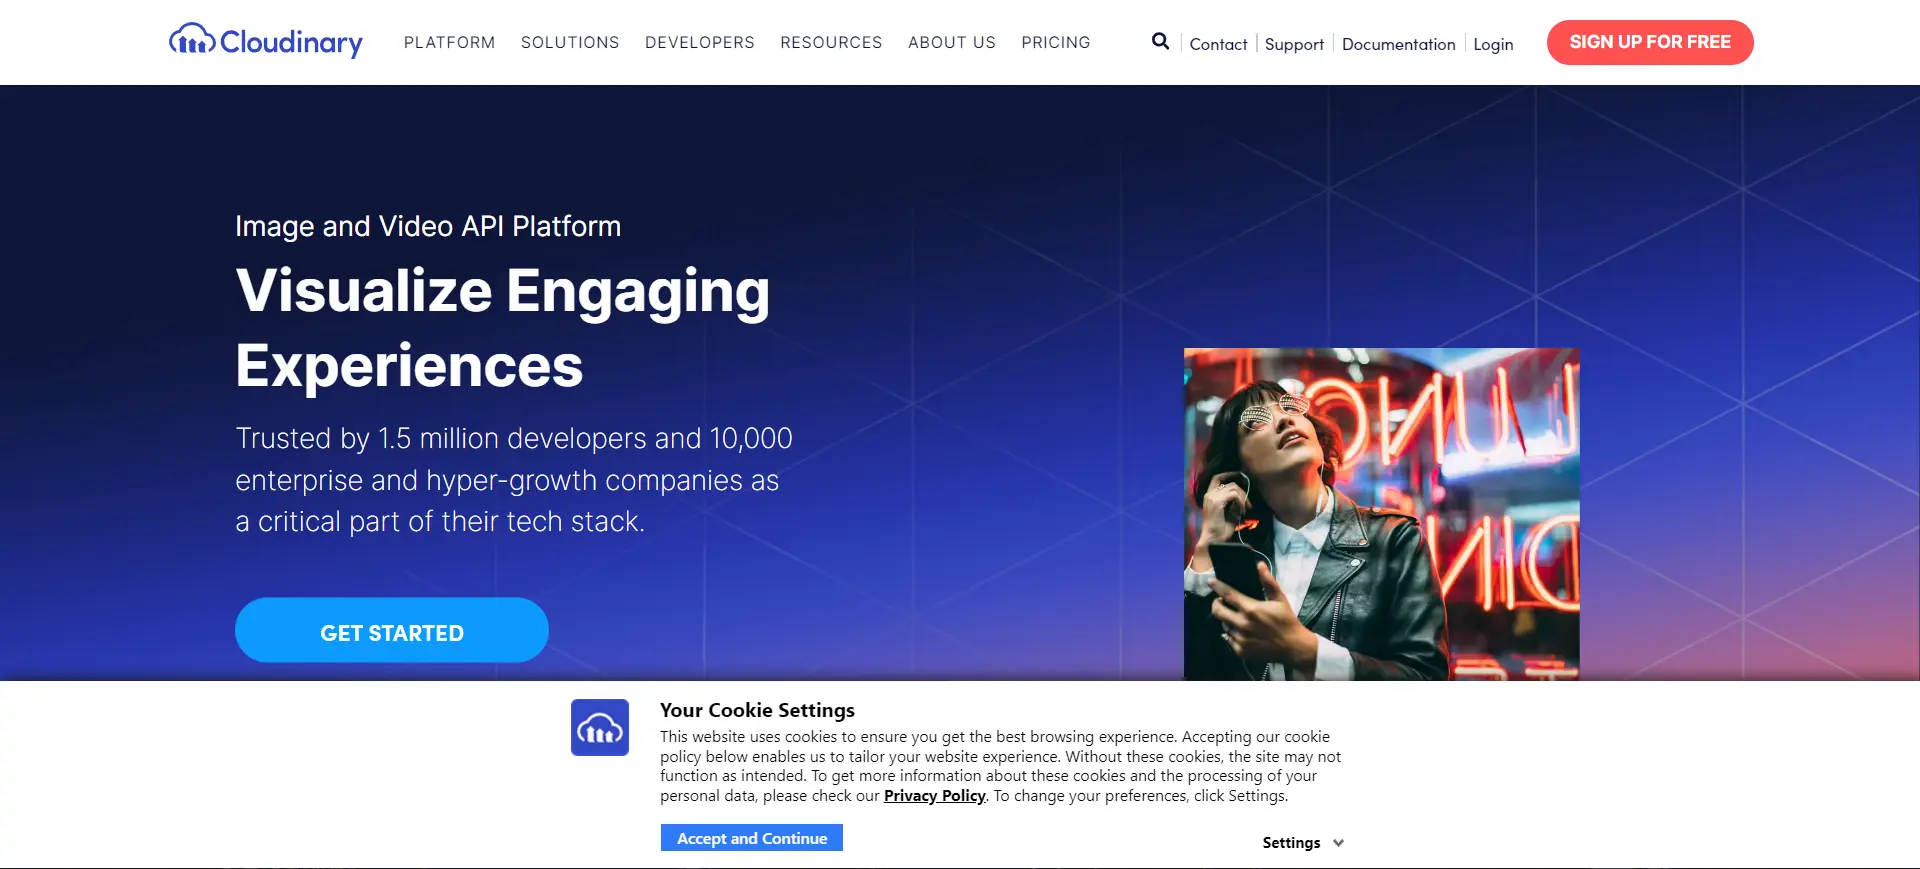 Cloudinary
PLATFORM SOLUTIONS DEVELOPERS RESOURCES ABOUT US PRICING
Contact Support Documentation Login
SIGN UP FOR FREE
Image and Video API Platform
Visualize Engaging
Experiences
Trusted by 1.5 million developers and 10,000
enterprise and hyper-growth companies as
a critical part of their tech stack.
GET STARTED
Your Cookie Settings
This website uses cookies to ensure you get the best browsing experience. Accepting our cookie
policy below enables us to tailor your website experience. Without these cookies, the site may not
function as intended. To get more information about these cookies and the processing of your
personal data, please check our Privacy Policy. To change your preferences, click Settings.
Accept and Continue
Settings